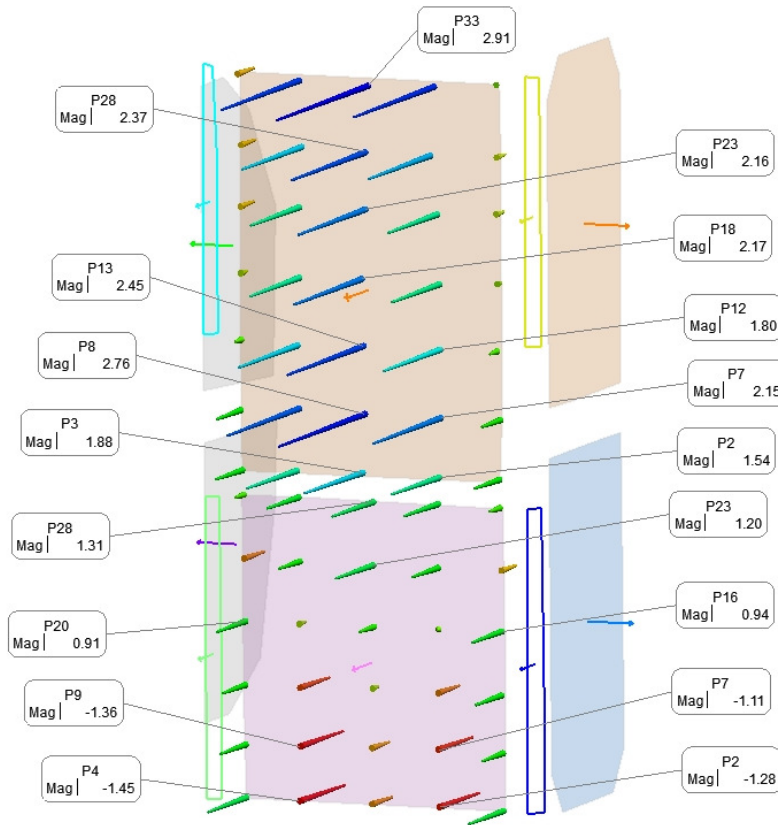 P33
Mag 2.91
P28
Mag 2.37
P23
Mag 2.16
P18
Mag 2.17
P13
Mag 2.45
P12
Mag 1.80
P8
Mag 2.76
P7
Mag 2.15
P3
Mag 1.88
P2
Mag 1.54
P28
Mag 1.31
P23
Mag 1.20
P16
Mag 0.94
P20
Mag 0.91
P9
Mag -1.36
P7
Mag -1.11
P4
Mag -1.45
P2
Mag -1.28